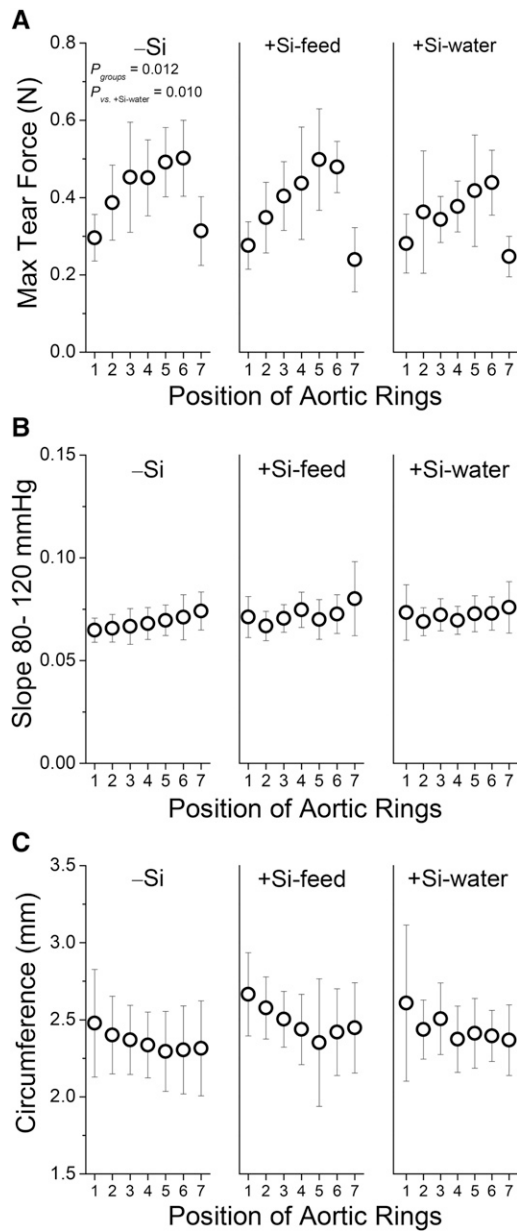 A
–Si
+Si-feed
+Si-water
P groups = 0.012
P vs. +Si-water = 0.010
Max Tear Force (N)
0.8
0.6
0.4
0.2
0.0
1 2 3 4 5 6 7
1 2 3 4 5 6 7
1 2 3 4 5 6 7
Position of Aortic Rings
B
–Si
+Si-feed
+Si-water
Slope 80- 120 mmHg
0.15
0.10
0.05
0.00
1 2 3 4 5 6 7
1 2 3 4 5 6 7
1 2 3 4 5 6 7
Position of Aortic Rings
C
–Si
+Si-feed
+Si-water
Circumference (mm)
3.5
3.0
2.5
2.0
1.5
1 2 3 4 5 6 7
1 2 3 4 5 6 7
1 2 3 4 5 6 7
Position of Aortic Rings